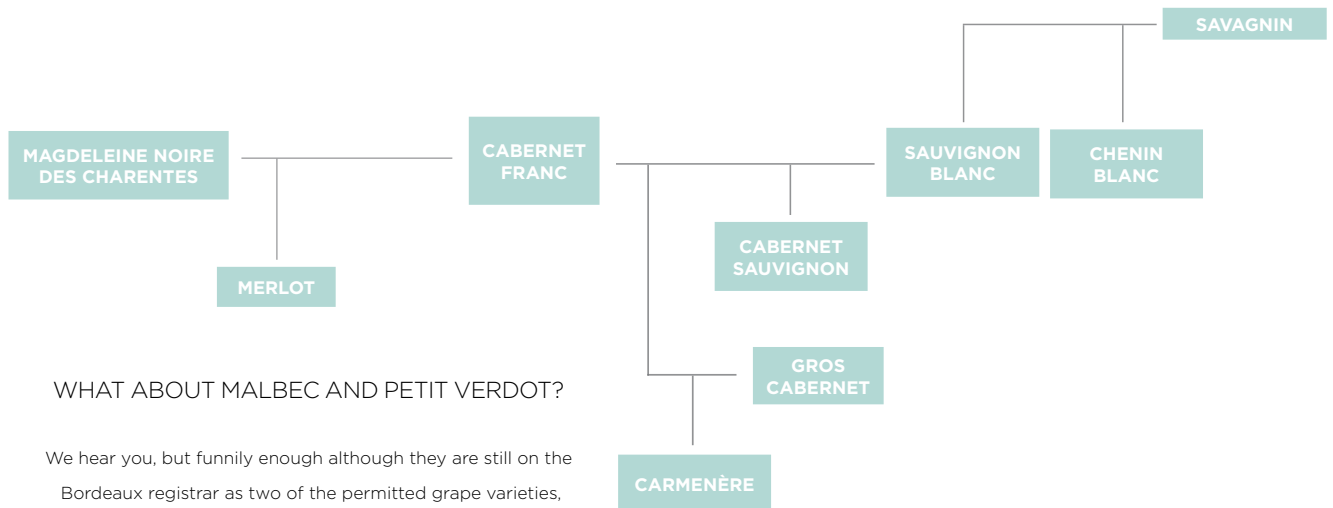 SAVAGNIN
MAGDELEINE NOIRE
DES CHARENTES
CABERNET
FRANC
SAUVIGNON
BLANC
CHENIN
BLANC
CABERNET
SAUVIGNON
MERLOT
GROS
CABERNET
CARMENÈRE
WHAT ABOUT MALBEC AND PETIT VERDOT?
We hear you, but funnily enough although they are still on the
Bordeaux registrar as two of the permitted grape varieties,